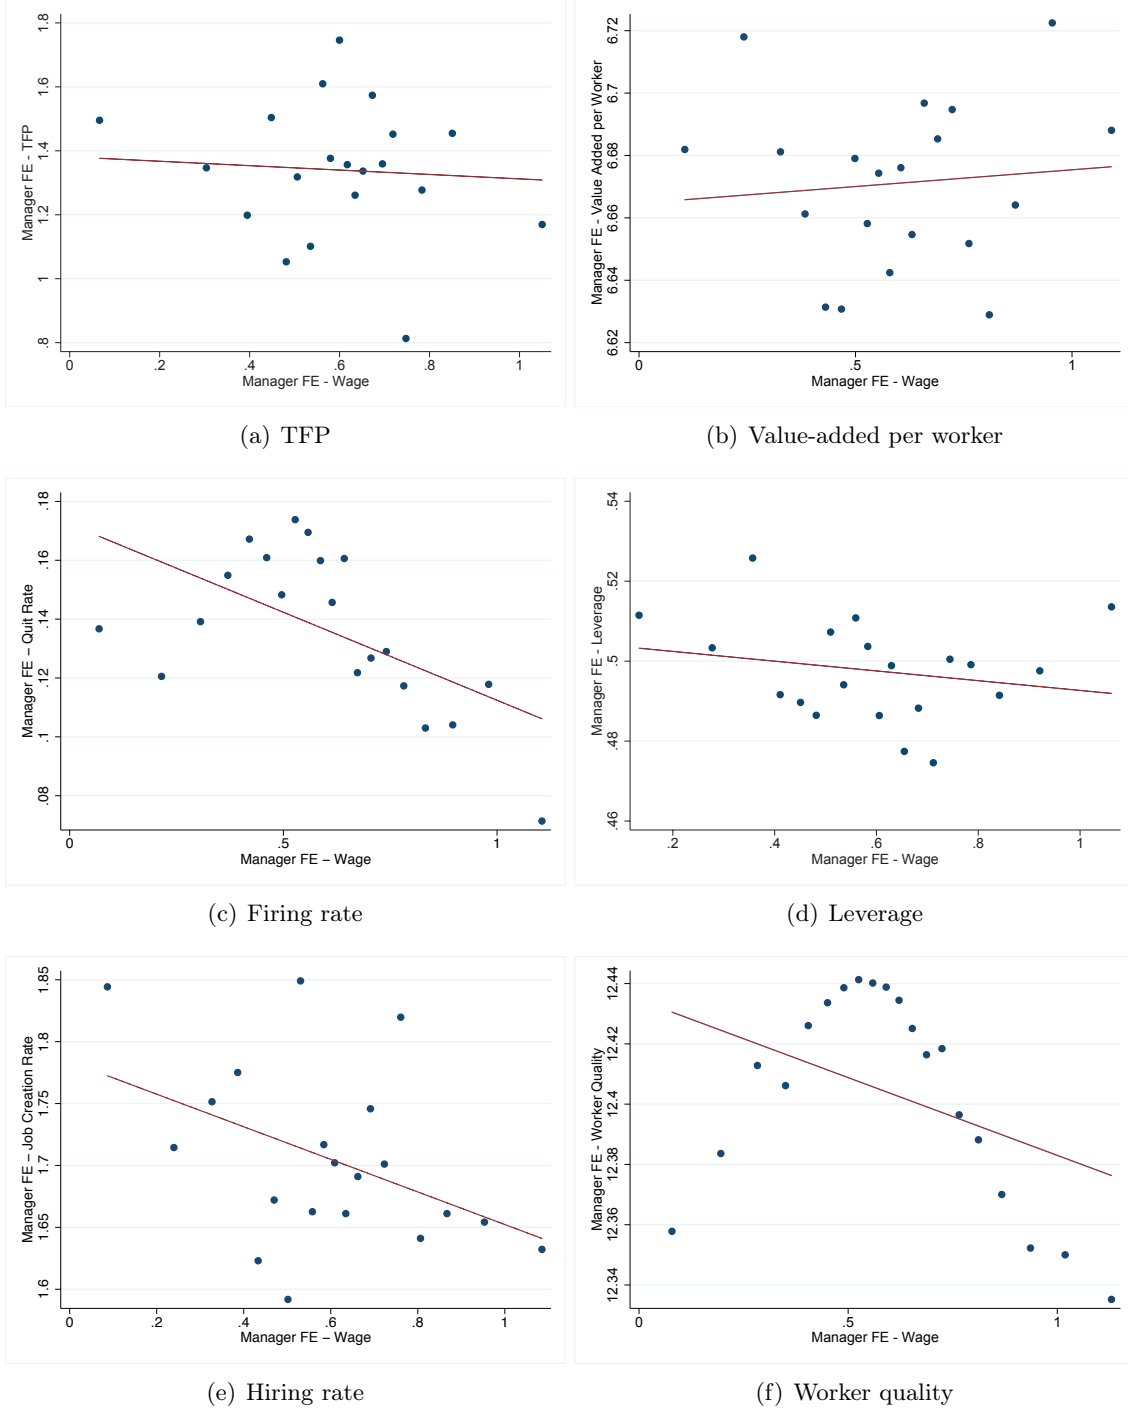 Manager FE - TFP
1.8
1.6
1.4
1.2
1
.8
0 .2 .4 .6 .8 1
Manager FE - Wage
(a) TFP
Manager FE - Value Added per Worker
6.72
6.7
6.68
6.66
6.64
6.62
0 .5 1
Manager FE - Wage
(b) Value-added per worker
Manager FE – Quit Rate
.18
.16
.14
.12
.1
.08
0 .5 1
Manager FE – Wage
(c) Firing rate
Manager FE - Leverage
.54
.52
.5
.48
.46
.2 .4 .6 .8 1
Manager FE - Wage
(d) Leverage
Manager FE – Job Creation Rate
1.85
1.8
1.75
1.7
1.65
1.6
0 .2 .4 .6 .8 1
Manager FE – Wage
(e) Hiring rate
Manager FE - Worker Quality
12.44
12.42
12.4
12.38
12.36
12.34
0 .5 1
Manager FE - Wage
(f) Worker quality